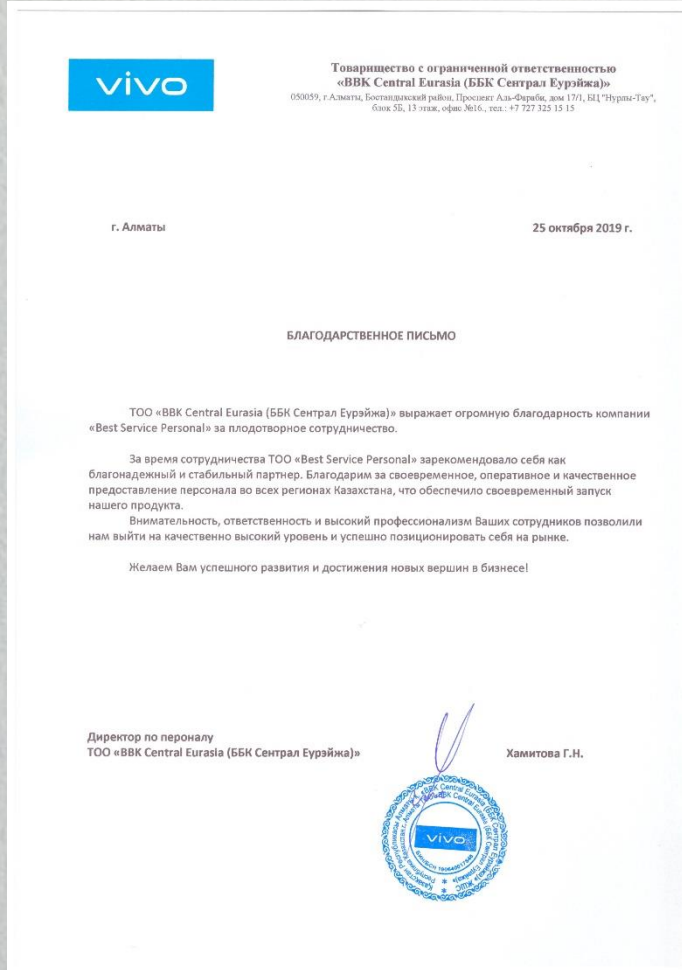 vivo
Товарищество с ограниченной ответственностью
«BBK Central Eurasia (ББК Сентрал Еурэйжа)»
050059, г.Алматы, Бостандыкский район, Проспект Аль-Фараби, дом 17/1, БЦ "Нурлы-Тау",
блок 5Б, 13 этаж, офис №16., тел.: +7 727 325 15 15
г. Алматы
25 октября 2019 г.
БЛАГОДАРСТВЕННОЕ ПИСЬМО
ТОО «BBK Central Eurasia (ББК Сентрал Еурэйжа)» выражает огромную благодарность компании
«Best Service Personal» за плодотворное сотрудничество.
За время сотрудничества ТОО «Best Service Personal» зарекомендовало себя как
благонадежный и стабильный партнер. Благодарим за своевременное, оперативное и качественное
предоставление персонала во всех регионах Казахстана, что обеспечило своевременный запуск
нашего продукта.
Внимательность, ответственность и высокий профессионализм Ваших сотрудников позволили
нам выйти на качественно высокий уровень и успешно позиционировать себя на рынке.
Желаем Вам успешного развития и достижения новых вершин в бизнесе!
Директор по пероналу
ТОО «BBK Central Eurasia (ББК Сентрал Еурэйжа)»
Хамитова Г.Н.
vivo